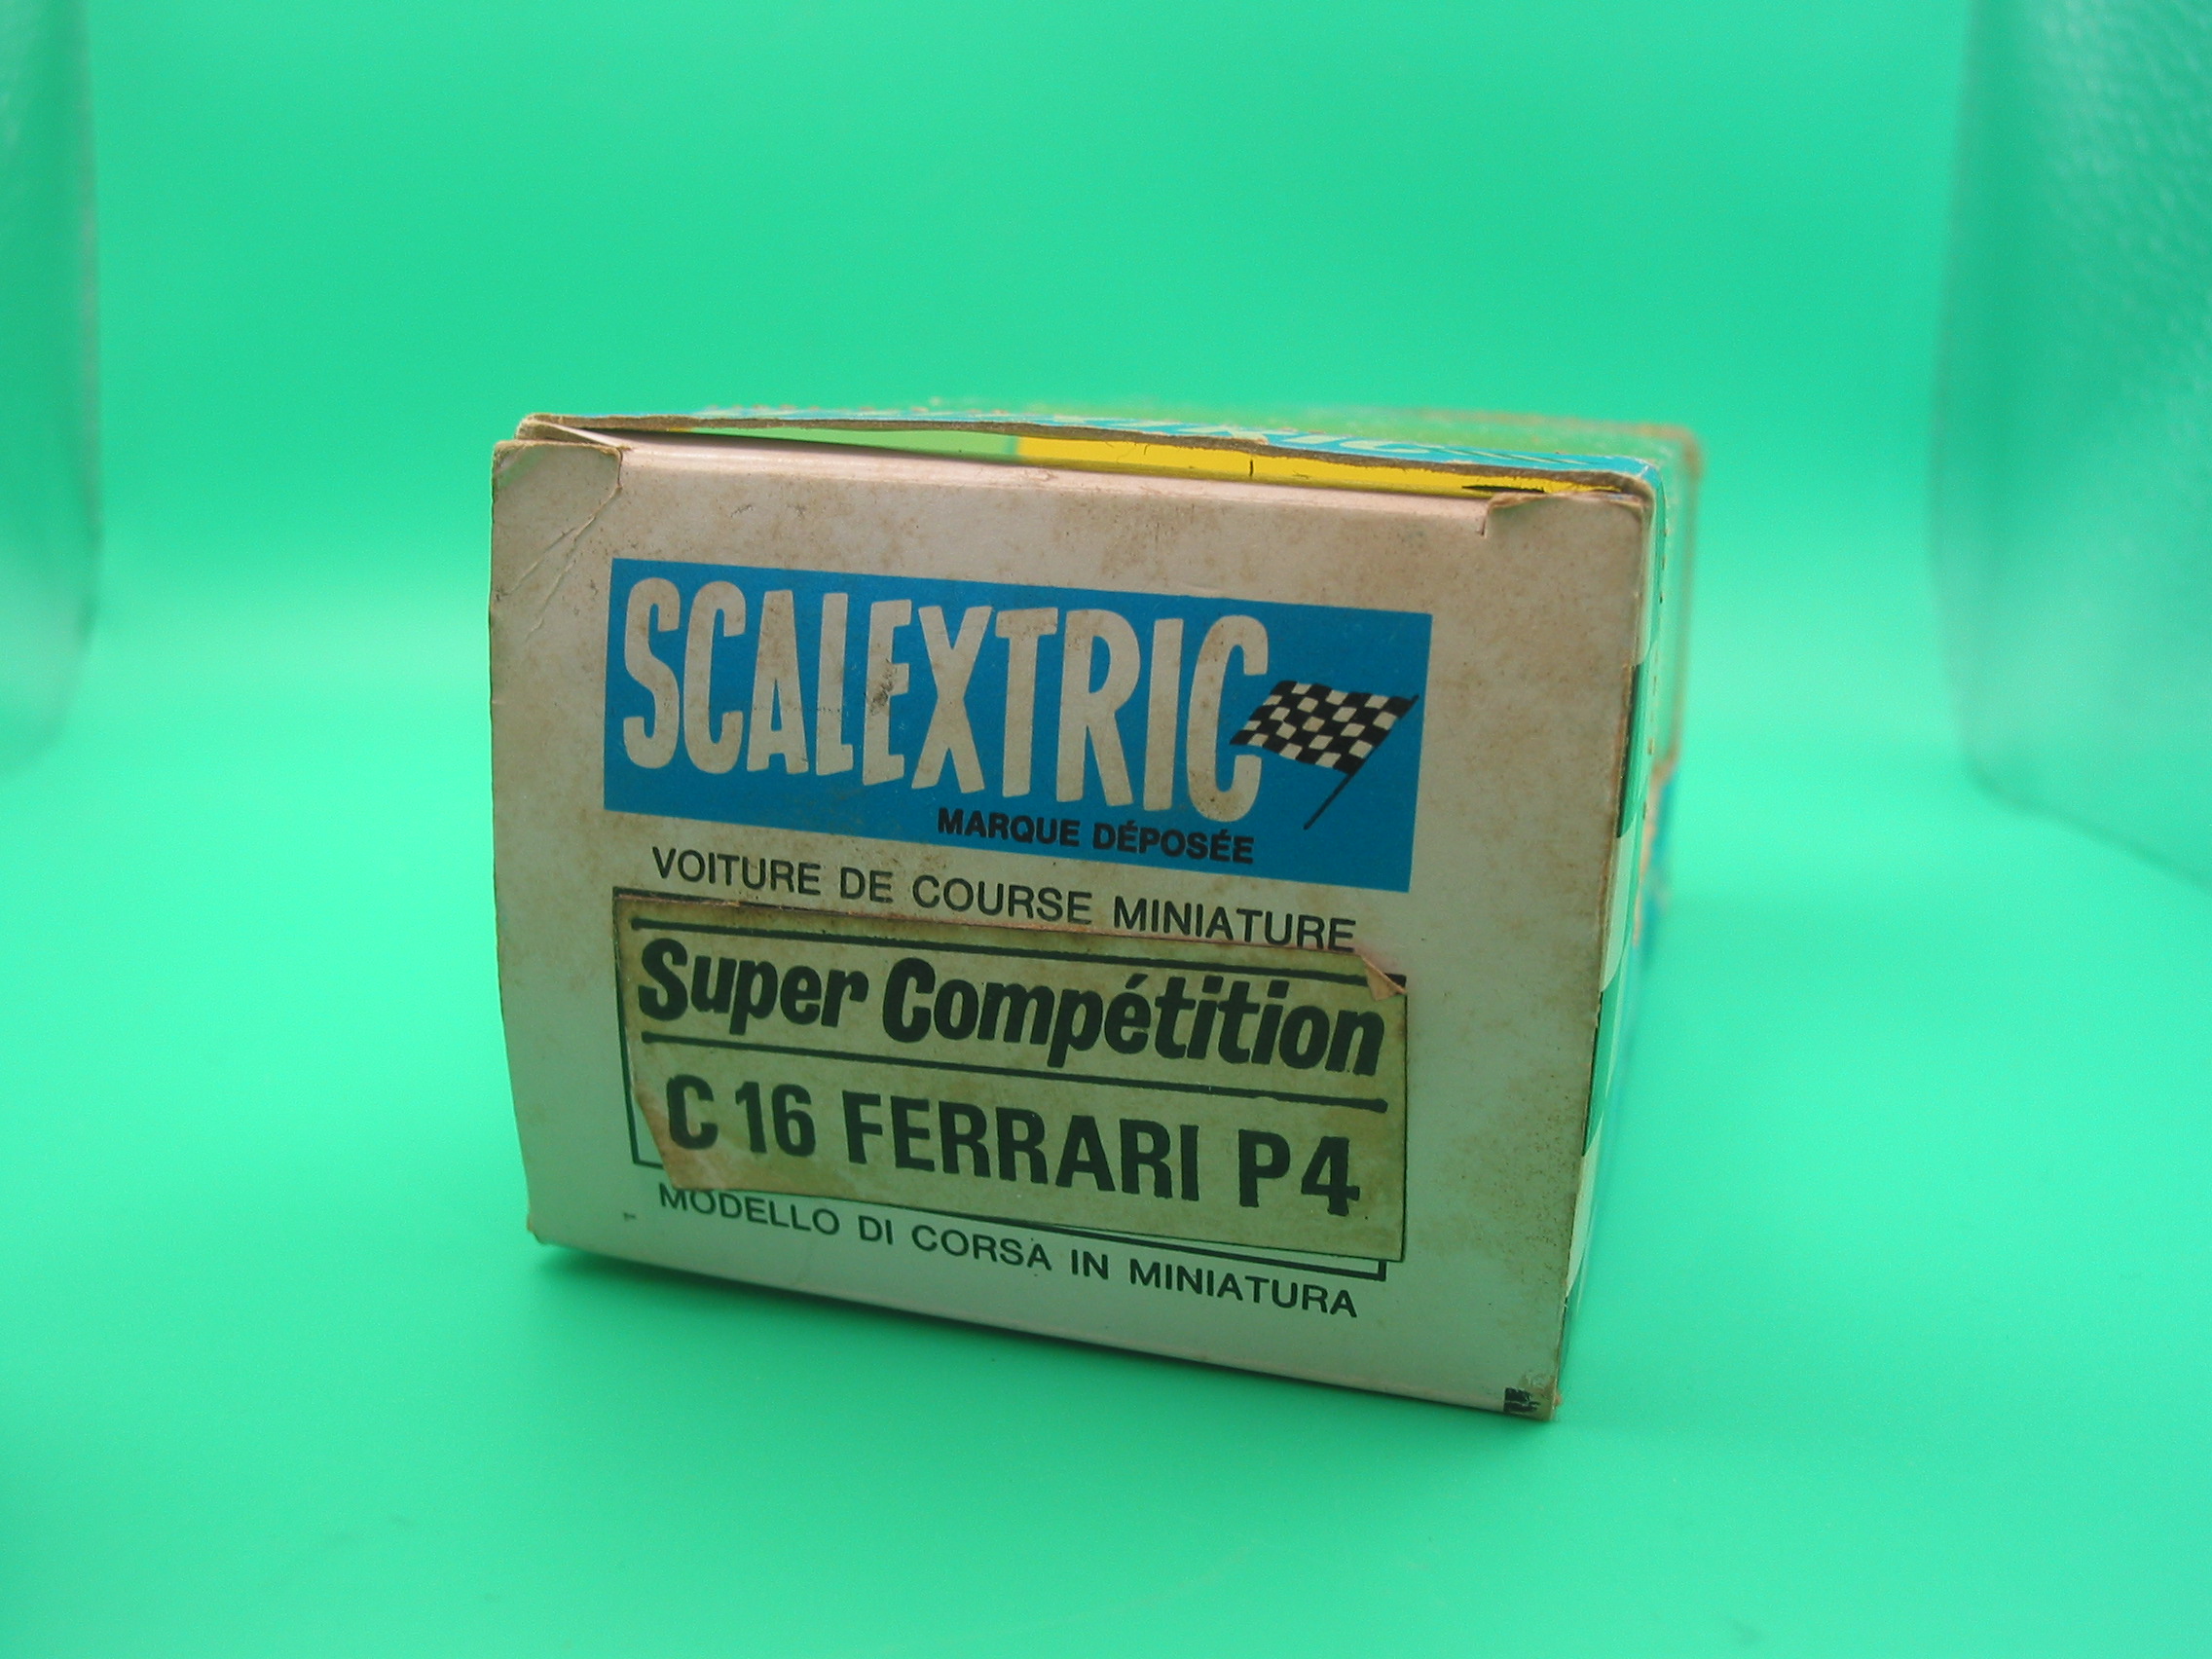 SCALEXTRIC
MARQUE DÉPOSÉE
VOITURE DE COURSE MINIATURE
Super Compétition
C 16 FERRARI P4
MODELLO DI CORSA IN MINIATURA